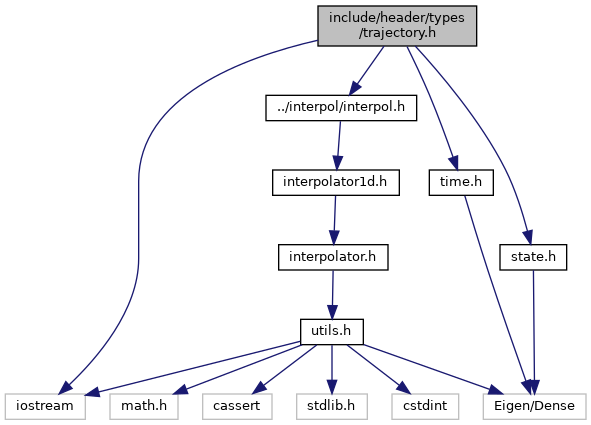 include/header/types
/trajectory.h
../interpol/interpol.h
interpolator1d.h
time.h
interpolator.h
state.h
utils.h
iostream
math.h
cassert
stdlib.h
cstdint
Eigen/Dense